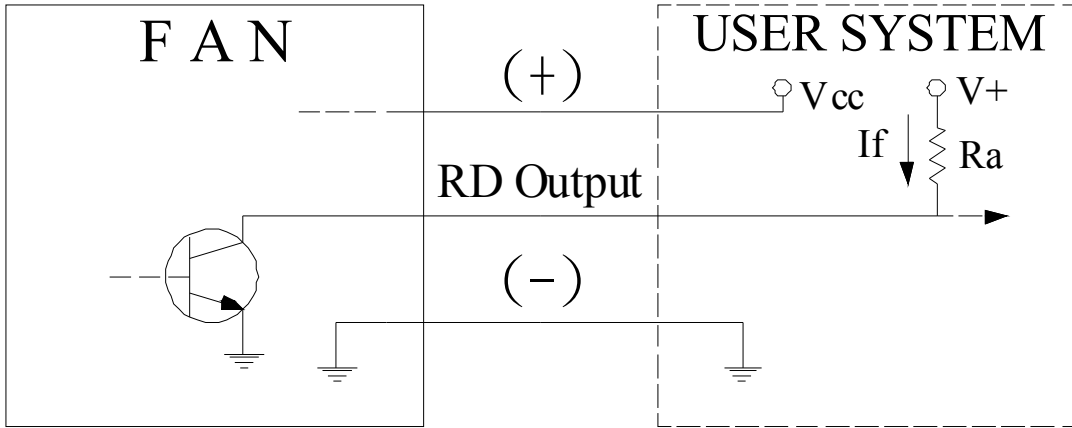 F A N
USER SYSTEM
(+)
Vcc
V+
If
Ra
RD Output
(−)